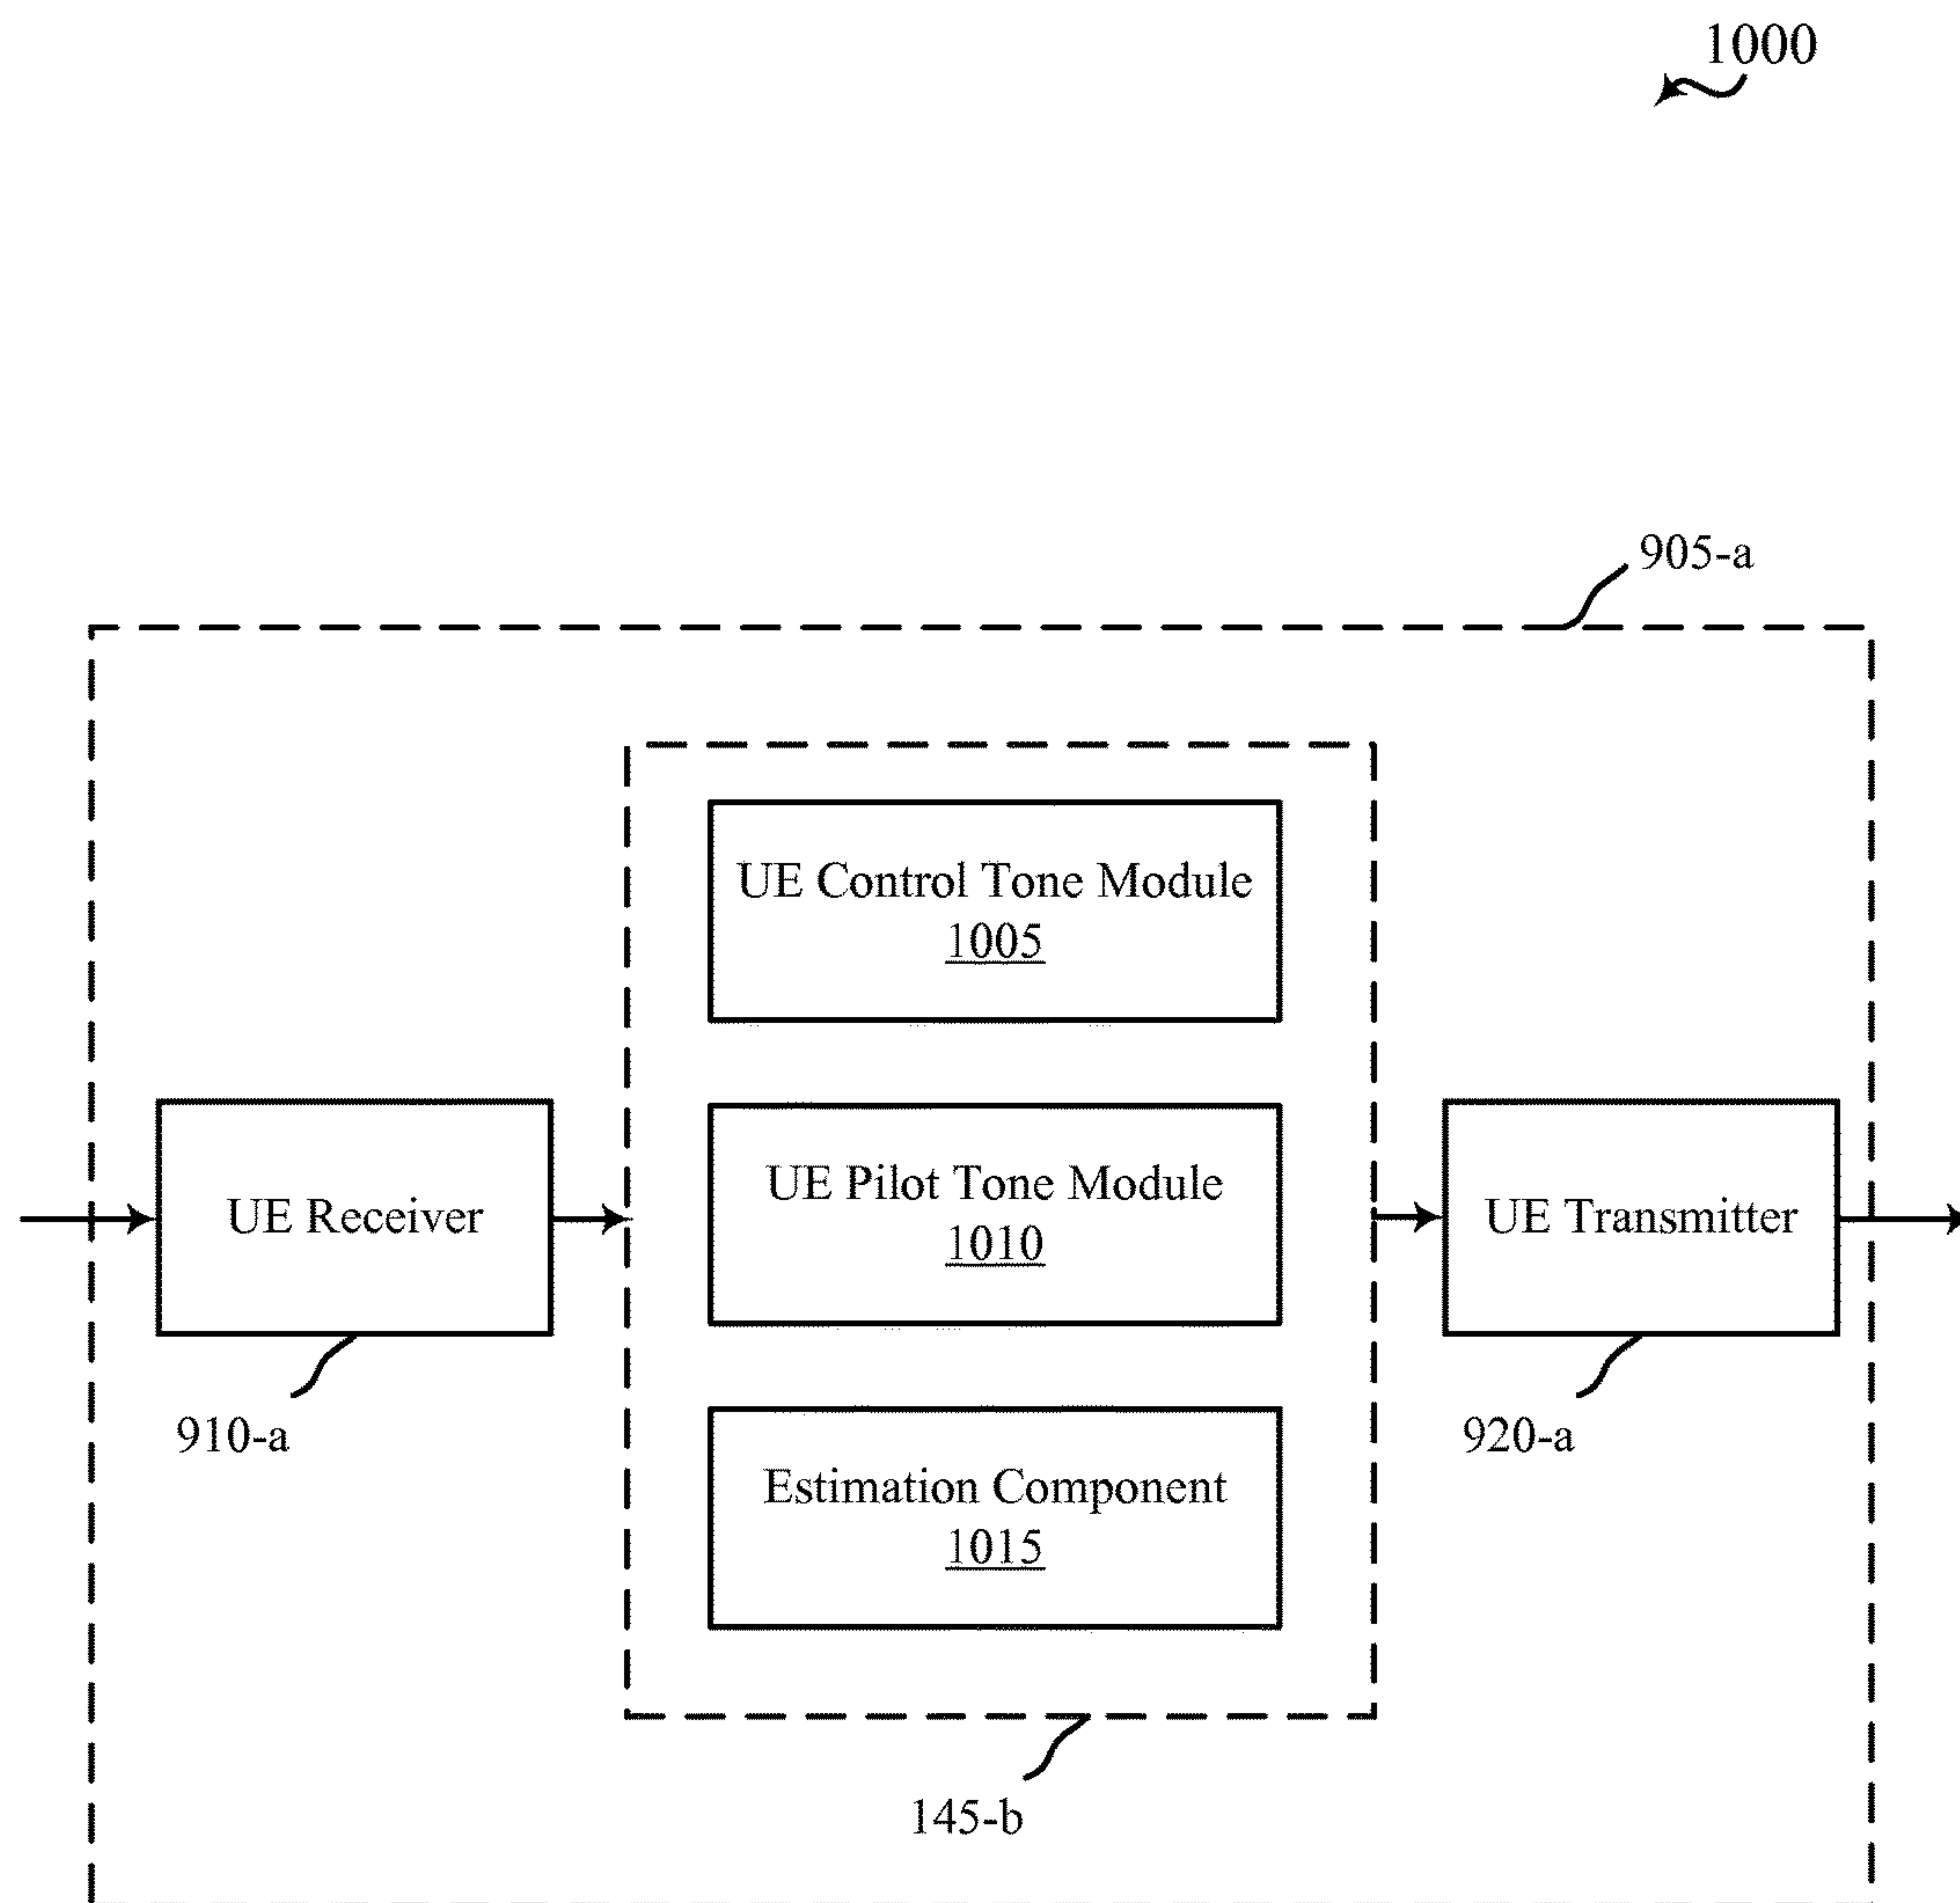 1000
905-a
UE Control Tone Module
1005
UE Receiver
UE Pilot Tone Module
1010
UE Transmitter
910-a
920-a
Estimation Component
1015
145-b